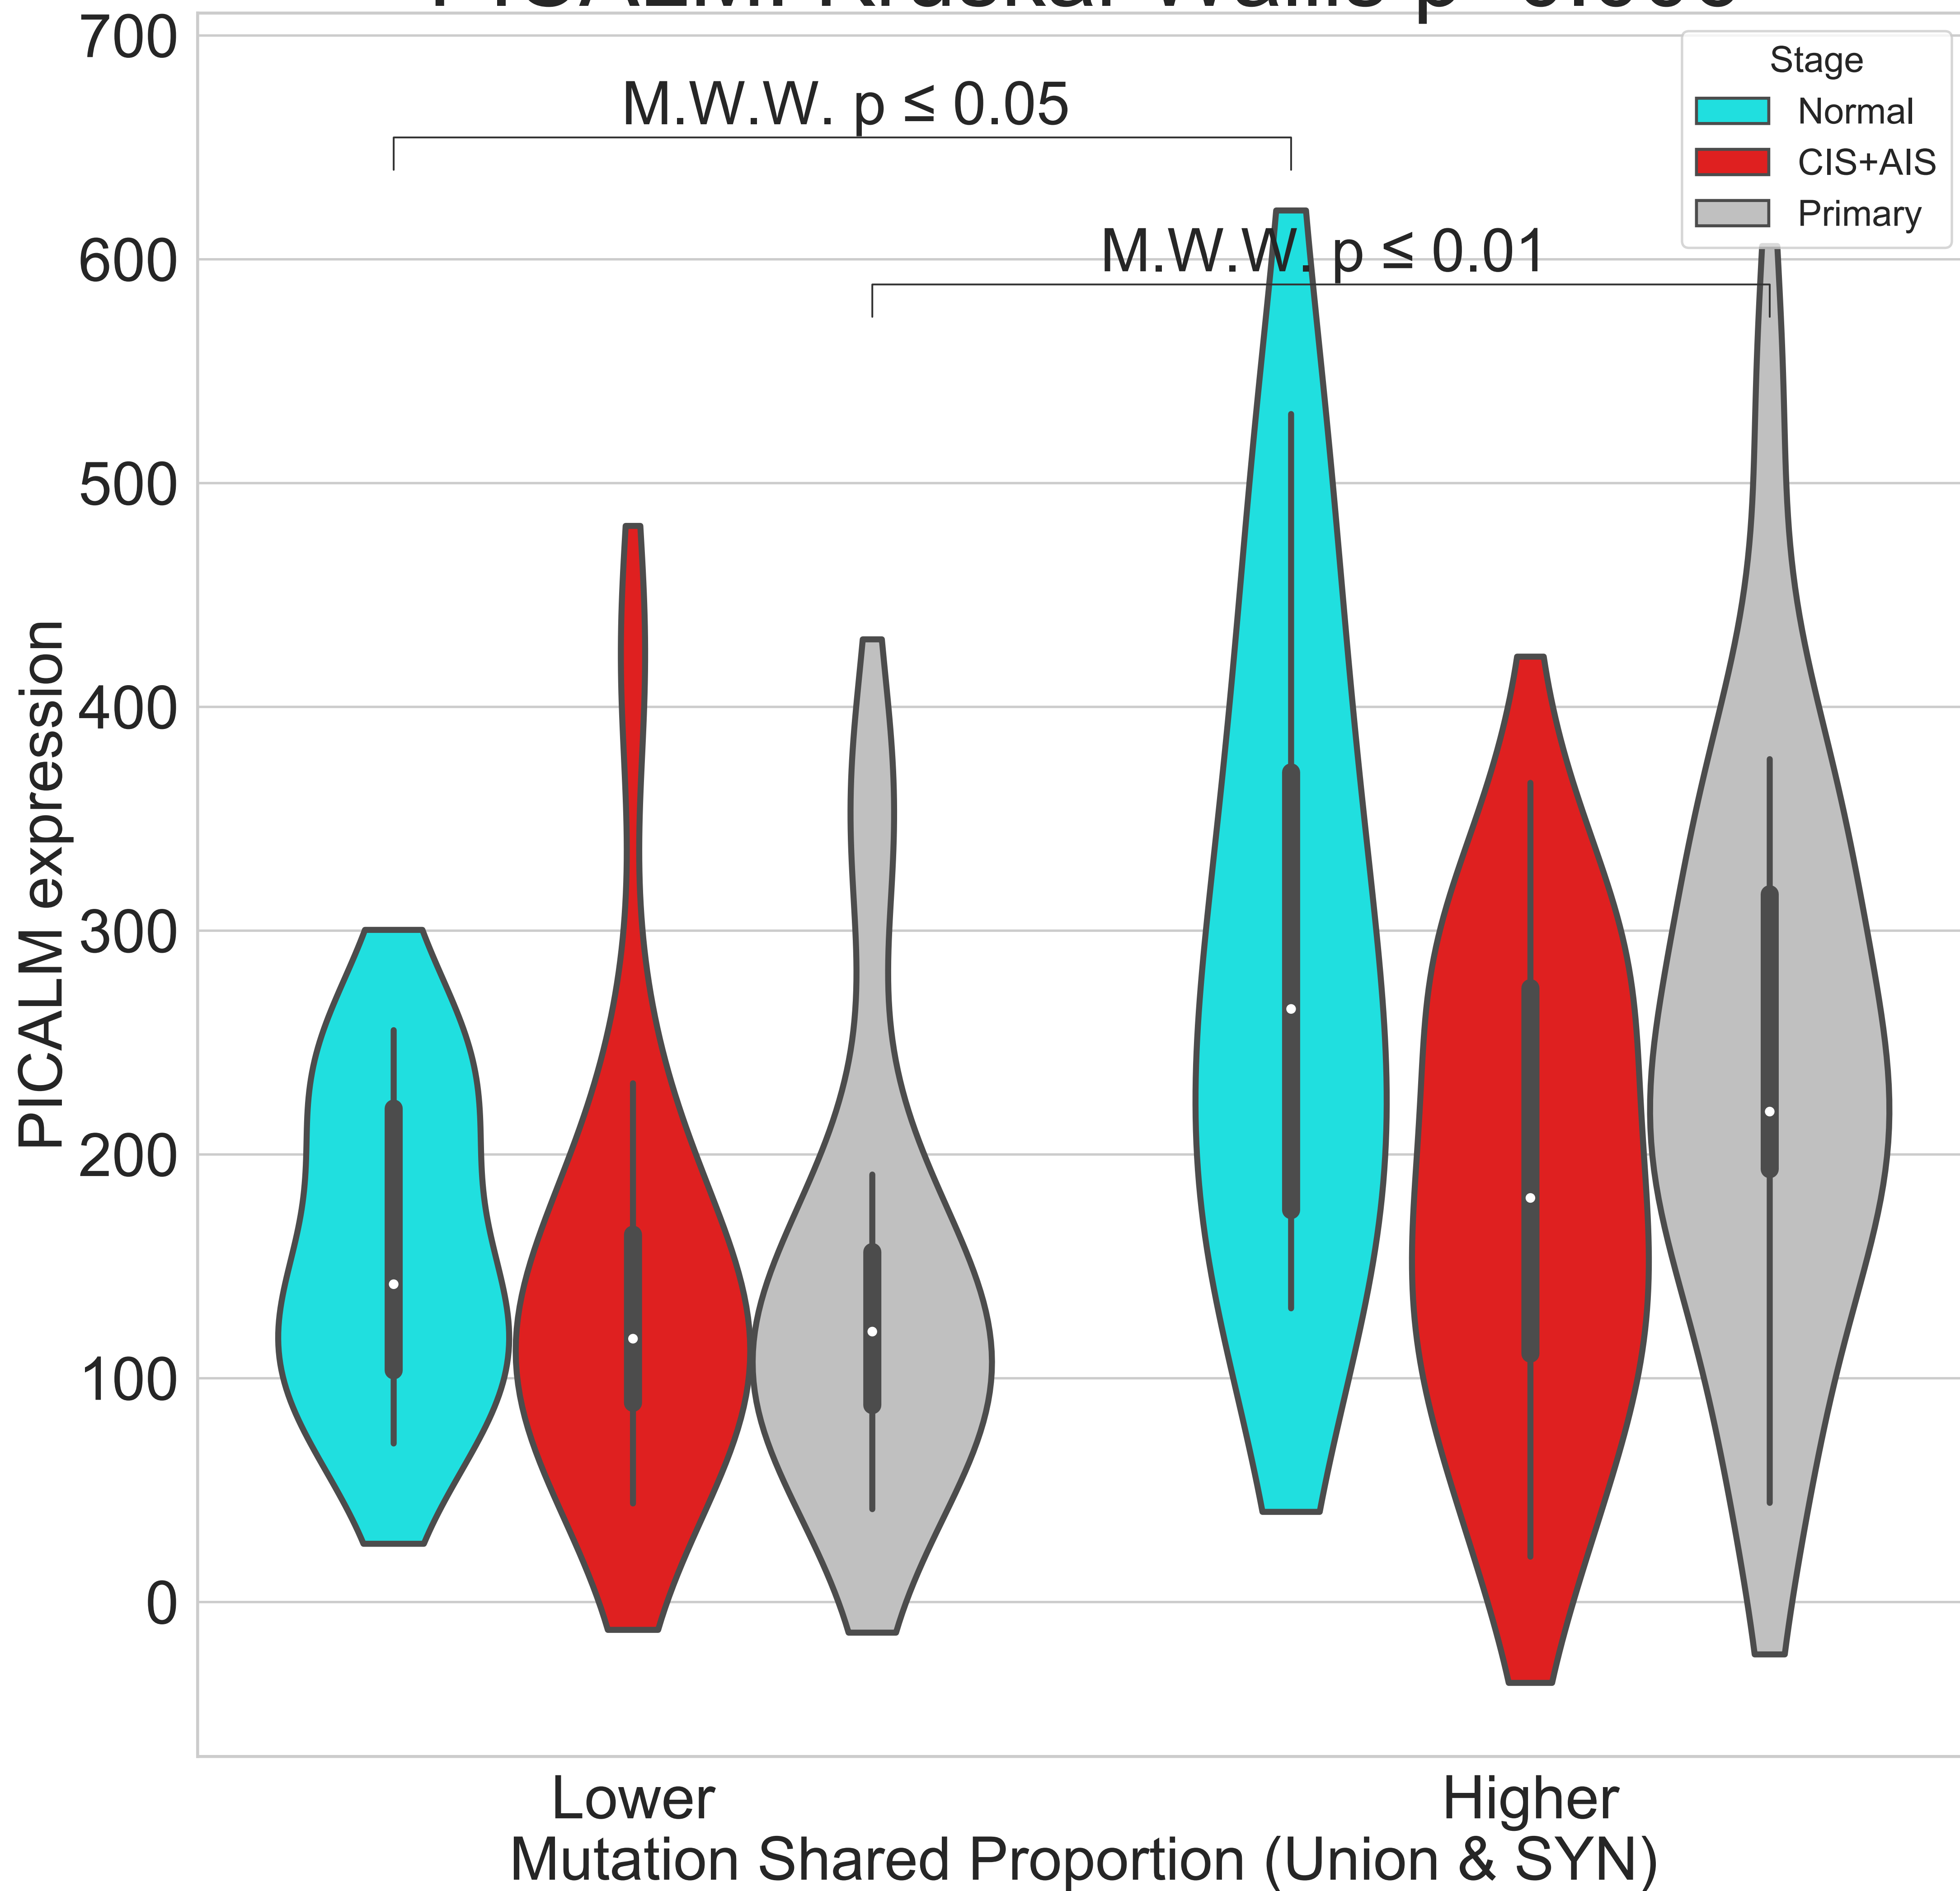 700
600
500
400
300
200
100
0
PICALM expression
M.W.W. p ≤ 0.05
M.W.W. p ≤ 0.01
Stage
Normal
CIS+AIS
Primary
Lower
Higher
Mutation Shared Proportion (Union & SYN)